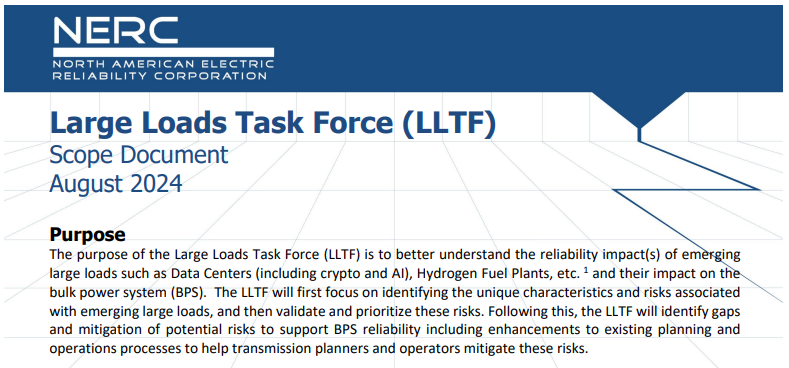 NERC
NORTH AMERICAN ELECTRIC
RELIABILITY CORPORATION
Large Loads Task Force (LLTF)
Scope Document
August 2024
Purpose
The purpose of the Large Loads Task Force (LLTF) is to better understand the reliability impact(s) of emerging
large loads such as Data Centers (including crypto and AI), Hydrogen Fuel Plants, etc. ¹ and their impact on the
bulk power system (BPS). The LLTF will first focus on identifying the unique characteristics and risks associated
with emerging large loads, and then validate and prioritize these risks. Following this, the LLTF will identify gaps
and mitigation of potential risks to support BPS reliability including enhancements to existing planning and
operations processes to help transmission planners and operators mitigate these risks.